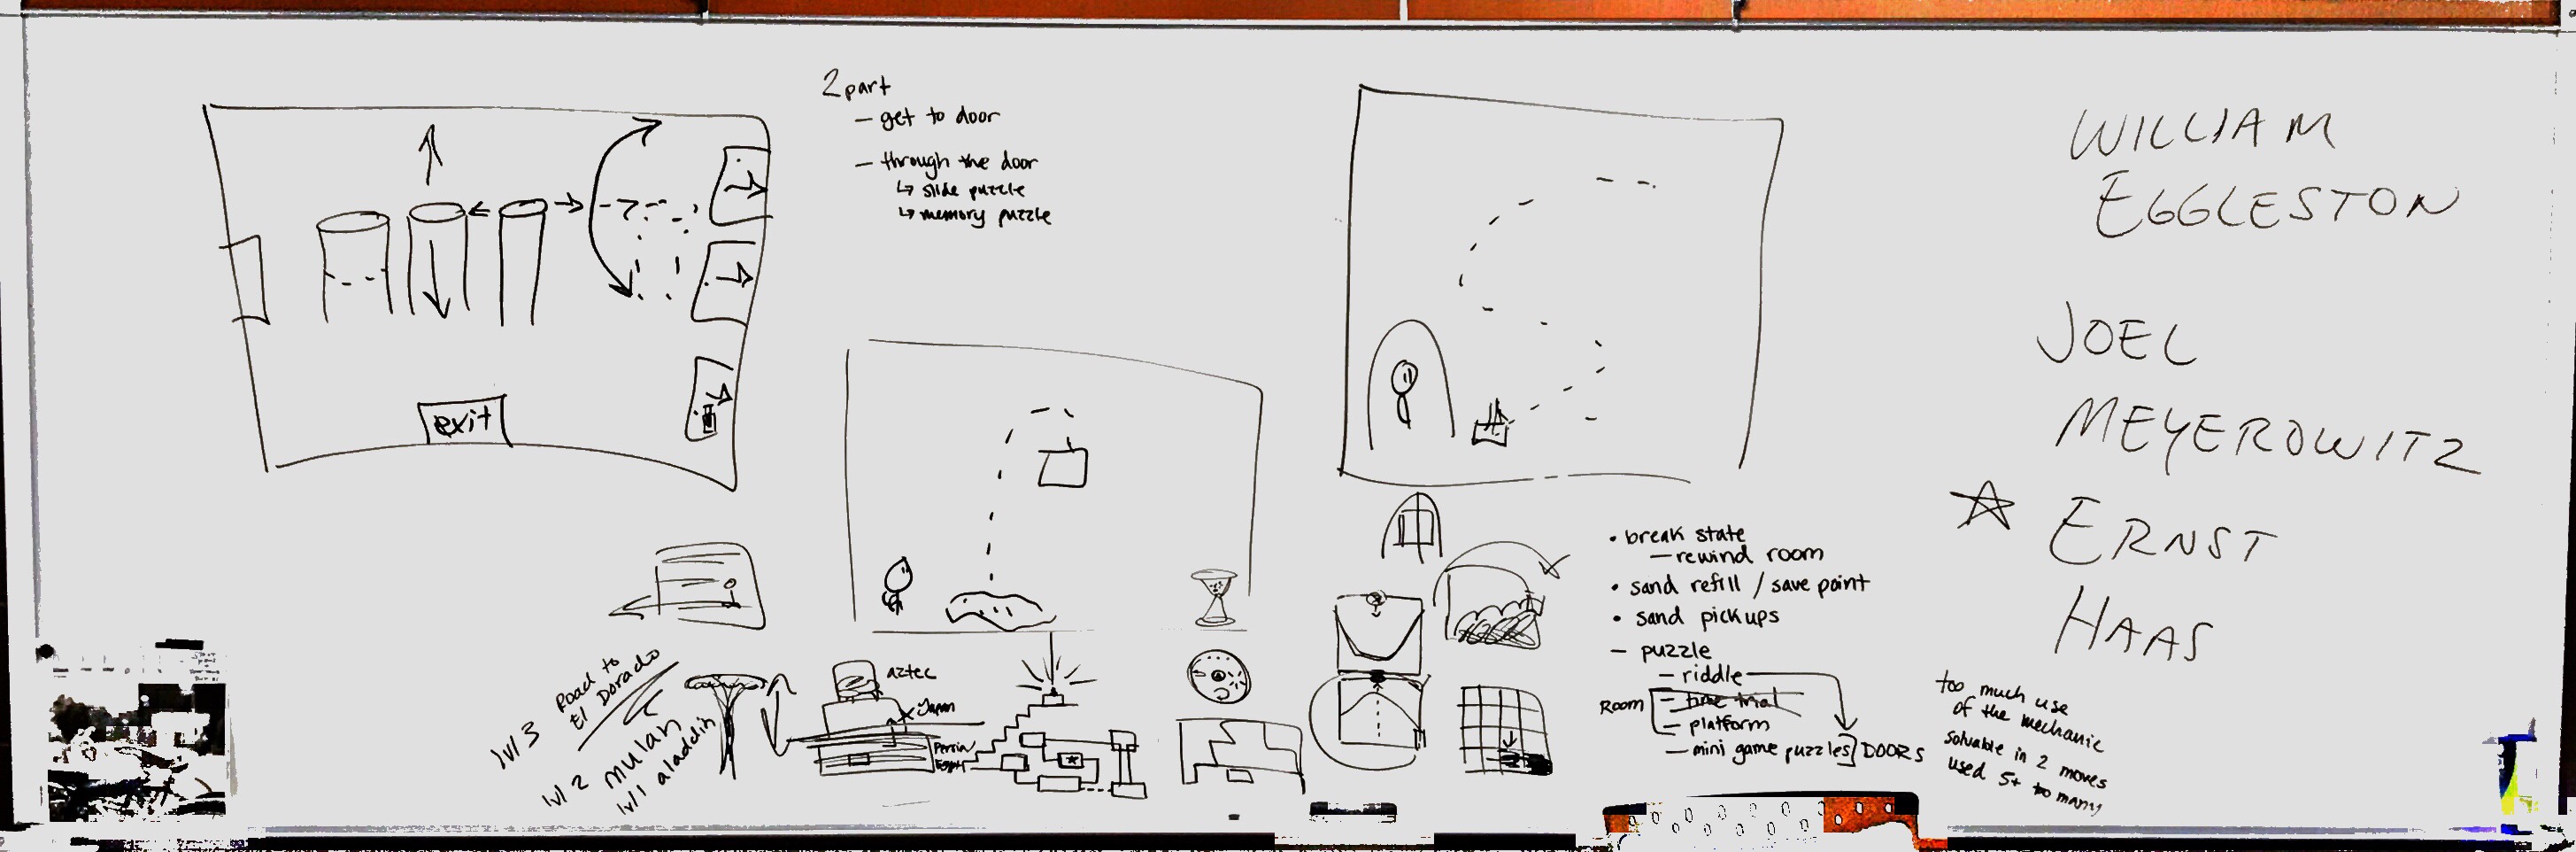 2 part
– get to door
– through the door
↳ slide puzzle
↳ memory puzzle
exit
WILLIAM
EGGLESTON
JOEL
MEYEROWITZ
☆ ERNST
HAAS
• break state
– rewind room
• sand refill / save point
• sand pickups
– puzzle
– riddle
Room
– time trial
– platform
– mini game puzzles] DOORS
too much use
of the mechanic
solvable in 2 moves
used 5+ too many
lvl 3 Road to
El Dorado
lvl 2 mulan
lvl 1 aladdin
aztec
Japan
Persia
Egypt